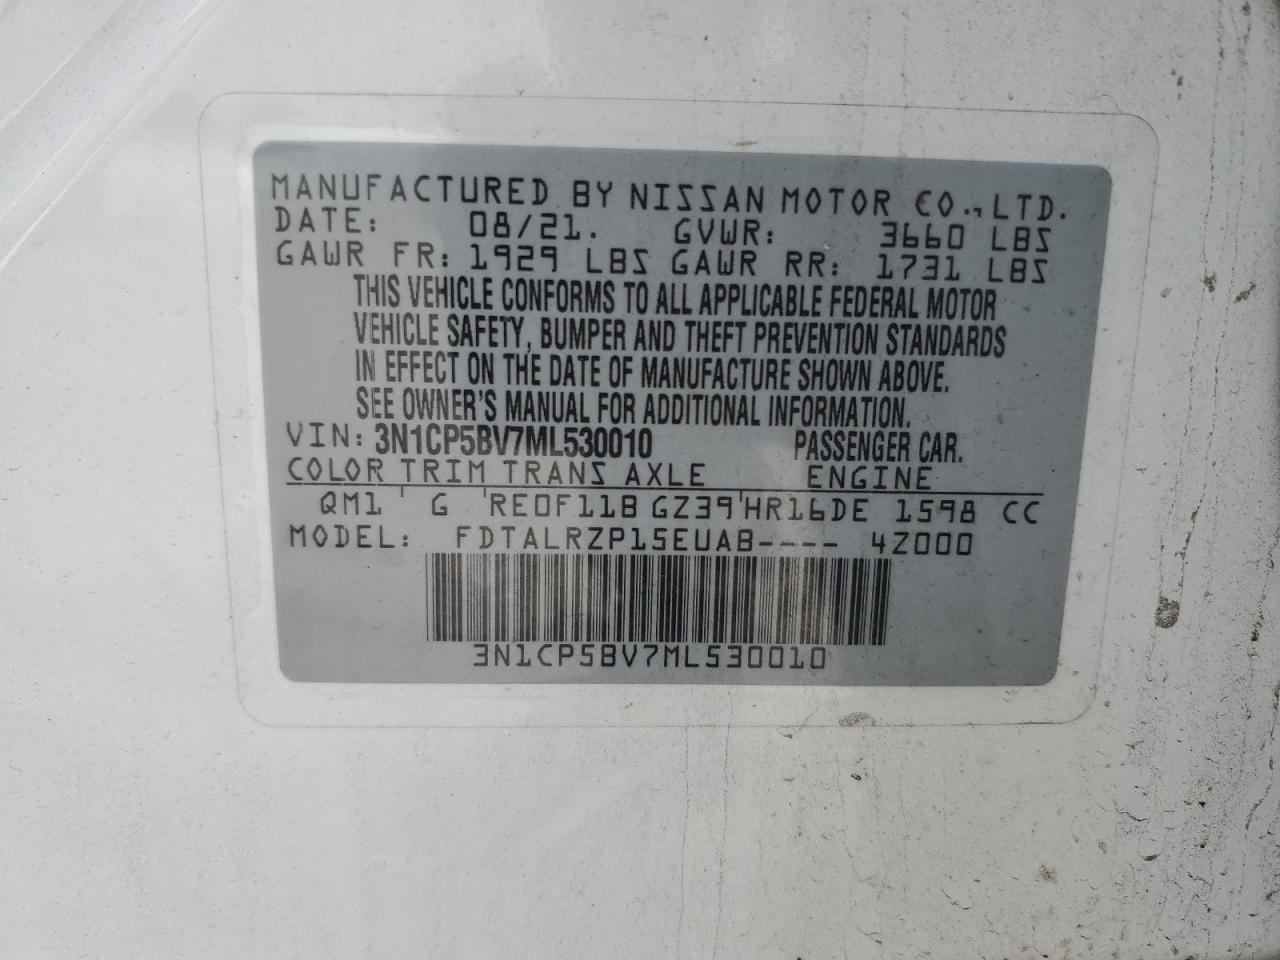 MANUFACTURED BY NISSAN MOTOR CO., LTD.
DATE: 08/21. GVWR: 3660 LBS
GAWR FR: 1929 LBS GAWR RR: 1731 LBS
THIS VEHICLE CONFORMS TO ALL APPLICABLE FEDERAL MOTOR
VEHICLE SAFETY, BUMPER AND THEFT PREVENTION STANDARDS
IN EFFECT ON THE DATE OF MANUFACTURE SHOWN ABOVE.
SEE OWNER'S MANUAL FOR ADDITIONAL INFORMATION.
VIN: 3N1CP5BV7ML530010 PASSENGER CAR.
COLOR TRIM TRANS AXLE ENGINE
QM1 G RE0F11B GZ39 HR16DE 1598 CC
MODEL: FDTALRZP15EUAB---- 4Z000
3N1CP5BV7ML530010